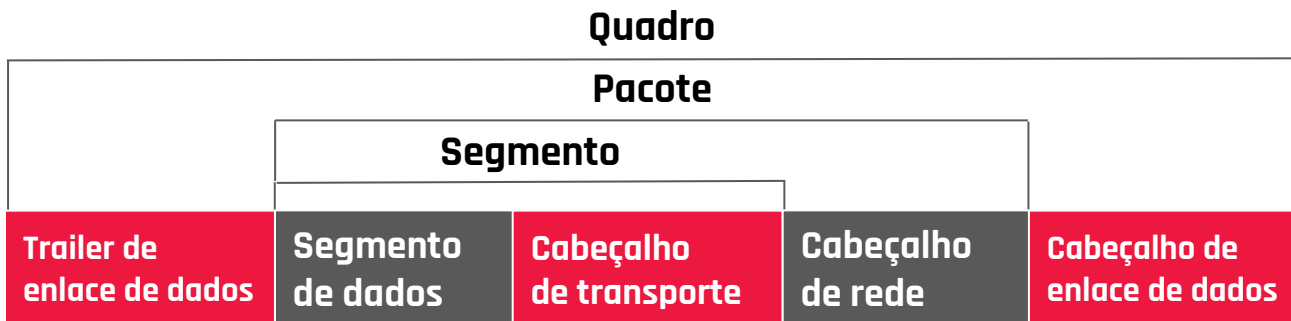 Quadro
Pacote
Segmento
Trailer de
enlace de dados
Segmento
de dados
Cabeçalho
de transporte
Cabeçalho
de rede
Cabeçalho de
enlace de dados